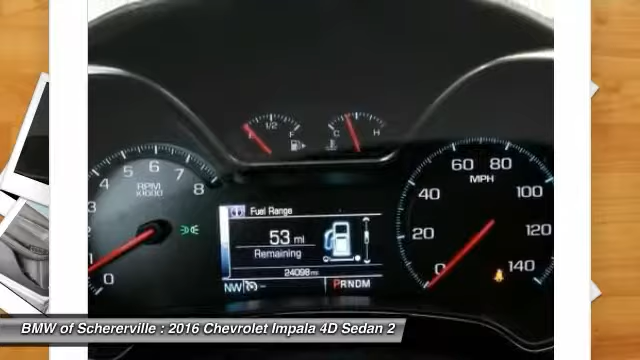 1/2
E F
C H
4 5 6 7 8
3
2
1
0
RPM
X1000
Fuel Range
53 mi
Remaining
24098 mi
NW
PRNDM
60 80
40 100
20 120
0 140
MPH
BMW of Schererville : 2016 Chevrolet Impala 4D Sedan 2